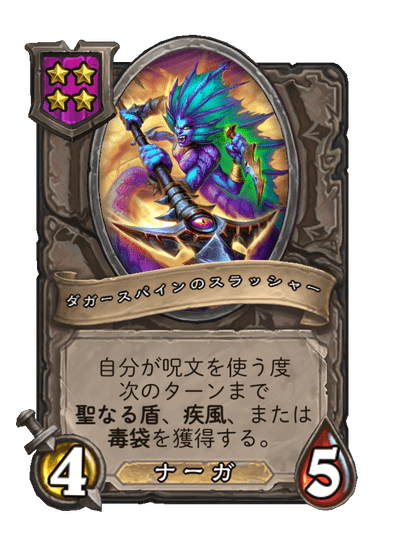 ダガースパインのスラッシャー
自分が呪文を使う度
次のターンまで
聖なる盾、疾風、または
毒袋を獲得する。
4
ナーガ
5